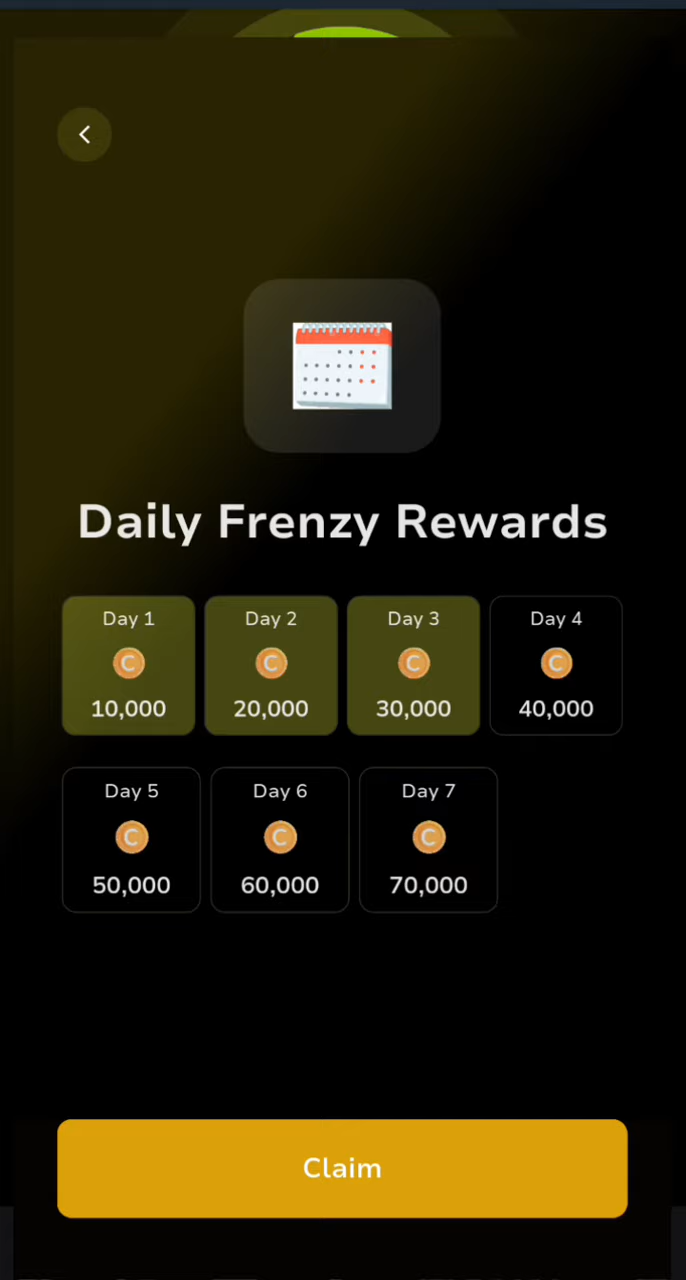 Daily Frenzy Rewards
Day 1 Day 2 Day 3 Day 4
C C C C
10,000 20,000 30,000 40,000
Day 5 Day 6 Day 7
C C C
50,000 60,000 70,000
Claim